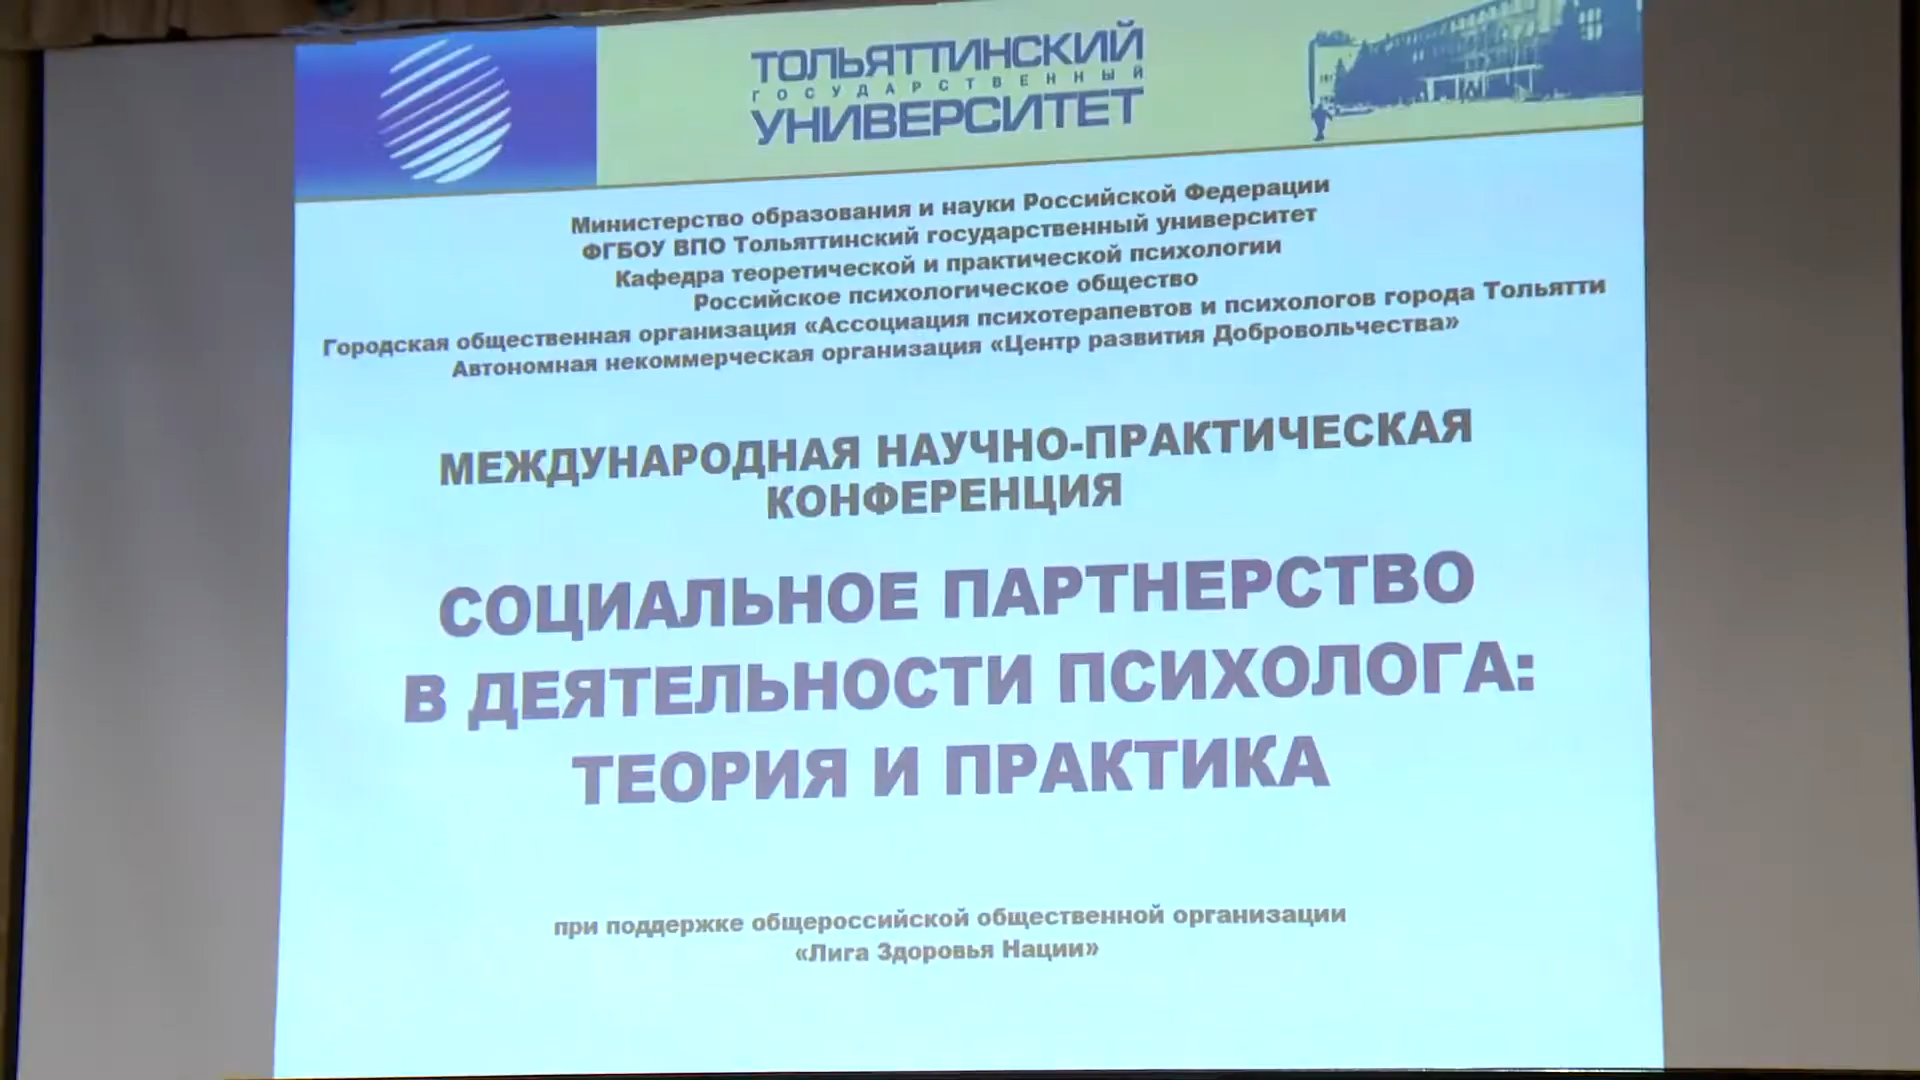 ТОЛЬЯТТИНСКИЙ
ГОСУДАРСТВЕННЫЙ
УНИВЕРСИТЕТ
Министерство образования и науки Российской Федерации
ФГБОУ ВПО Тольяттинский государственный университет
Кафедра теоретической и практической психологии
Российское психологическое общество
Городская общественная организация «Ассоциация психотерапевтов и психологов города Тольятти
Автономная некоммерческая организация «Центр развития Добровольчества»
МЕЖДУНАРОДНАЯ НАУЧНО-ПРАКТИЧЕСКАЯ
КОНФЕРЕНЦИЯ
СОЦИАЛЬНОЕ ПАРТНЕРСТВО
В ДЕЯТЕЛЬНОСТИ ПСИХОЛОГА:
ТЕОРИЯ И ПРАКТИКА
при поддержке общероссийской общественной организации
«Лига Здоровья Нации»